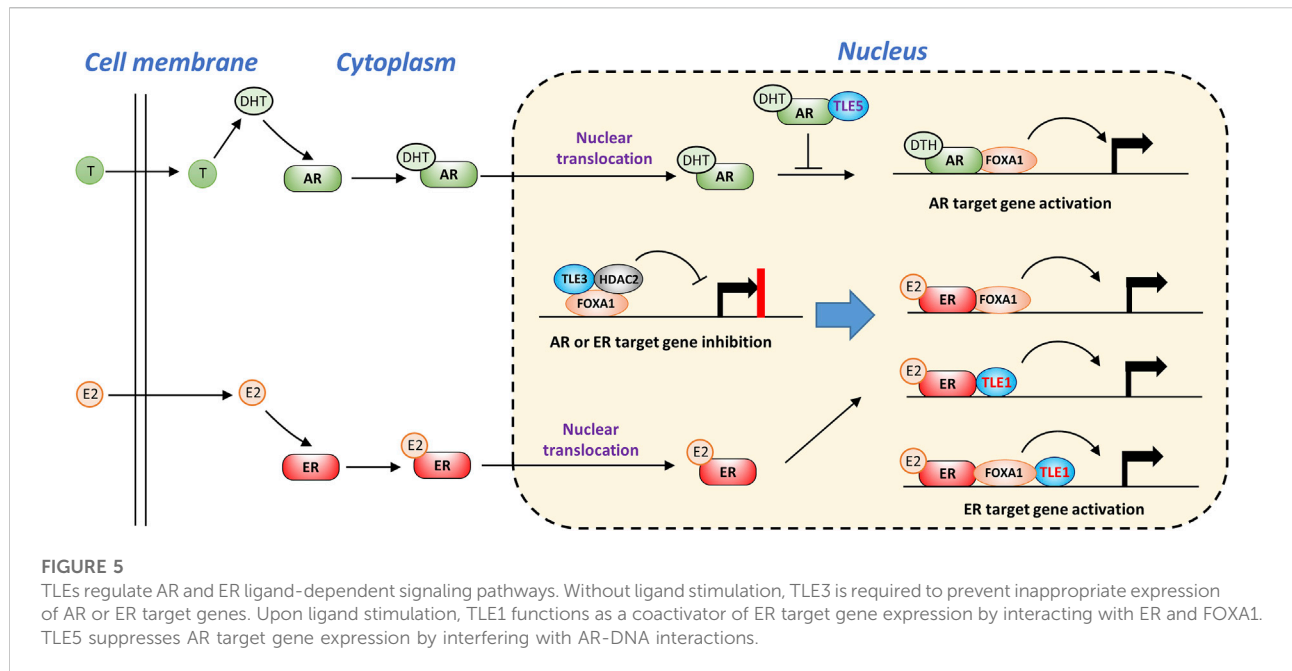 Cell membrane
Cytoplasm
Nucleus
DHT
T
T
AR
DHT
AR
Nuclear
translocation
DHT
AR
DHT
AR
TLE5
DTH
AR
FOXA1
AR target gene activation
TLE3
HDAC2
FOXA1
AR or ER target gene inhibition
E2
ER
FOXA1
E2
ER
TLE1
E2
E2
ER
E2
ER
Nuclear
translocation
E2
ER
E2
ER
FOXA1
TLE1
ER target gene activation
FIGURE 5
TLEs regulate AR and ER ligand-dependent signaling pathways. Without ligand stimulation, TLE3 is required to prevent inappropriate expression
of AR or ER target genes. Upon ligand stimulation, TLE1 functions as a coactivator of ER target gene expression by interacting with ER and FOXA1.
TLE5 suppresses AR target gene expression by interfering with AR-DNA interactions.